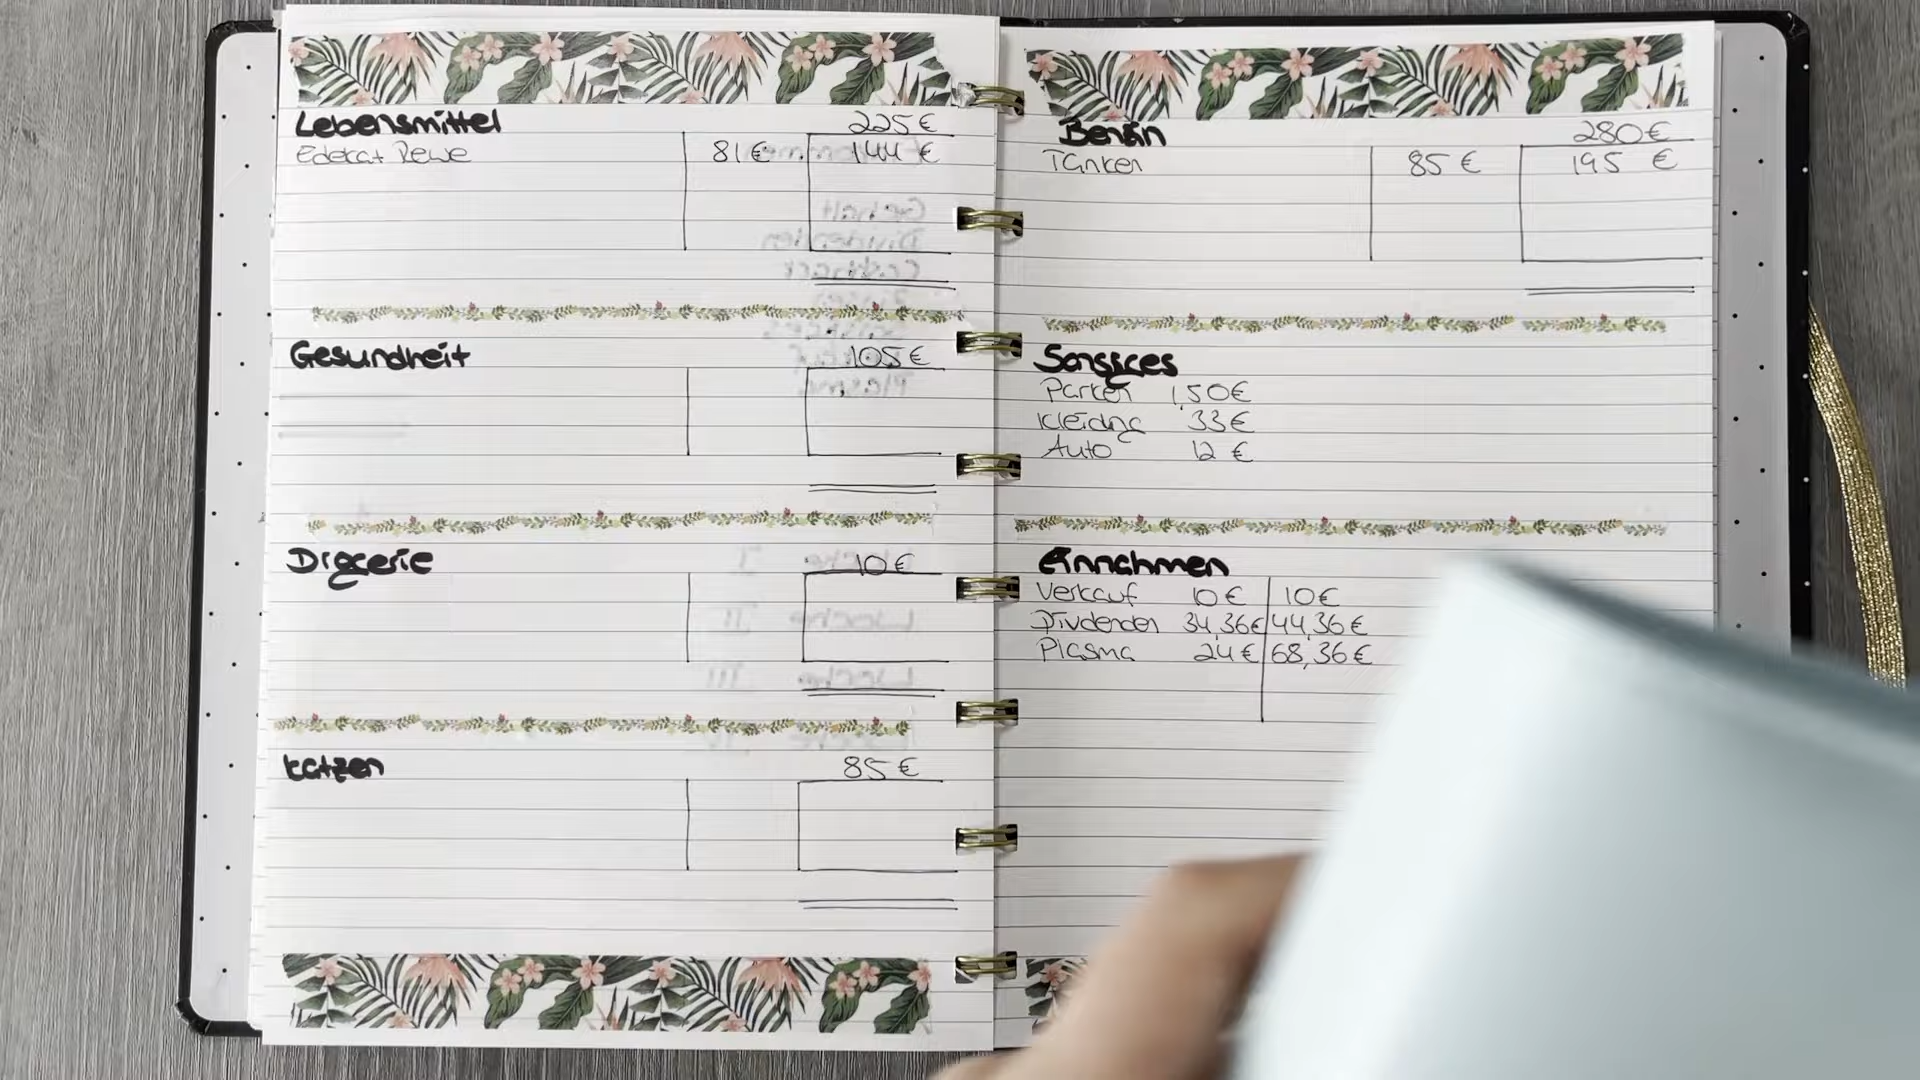 Lebensmittel 225€
Edeka+Rewe 81€ 144€
Gesundheit 105€
Drogerie 10€
Katzen 85€
Benzin 280€
Tanken 85€ 195€
Sonstiges
Parken 1,50€
Kleidng 33€
Auto 12€
Einnahmen
Verkauf 10€ 10€
Dividenden 34,36€ 44,36€
Plasma 24€ 68,36€